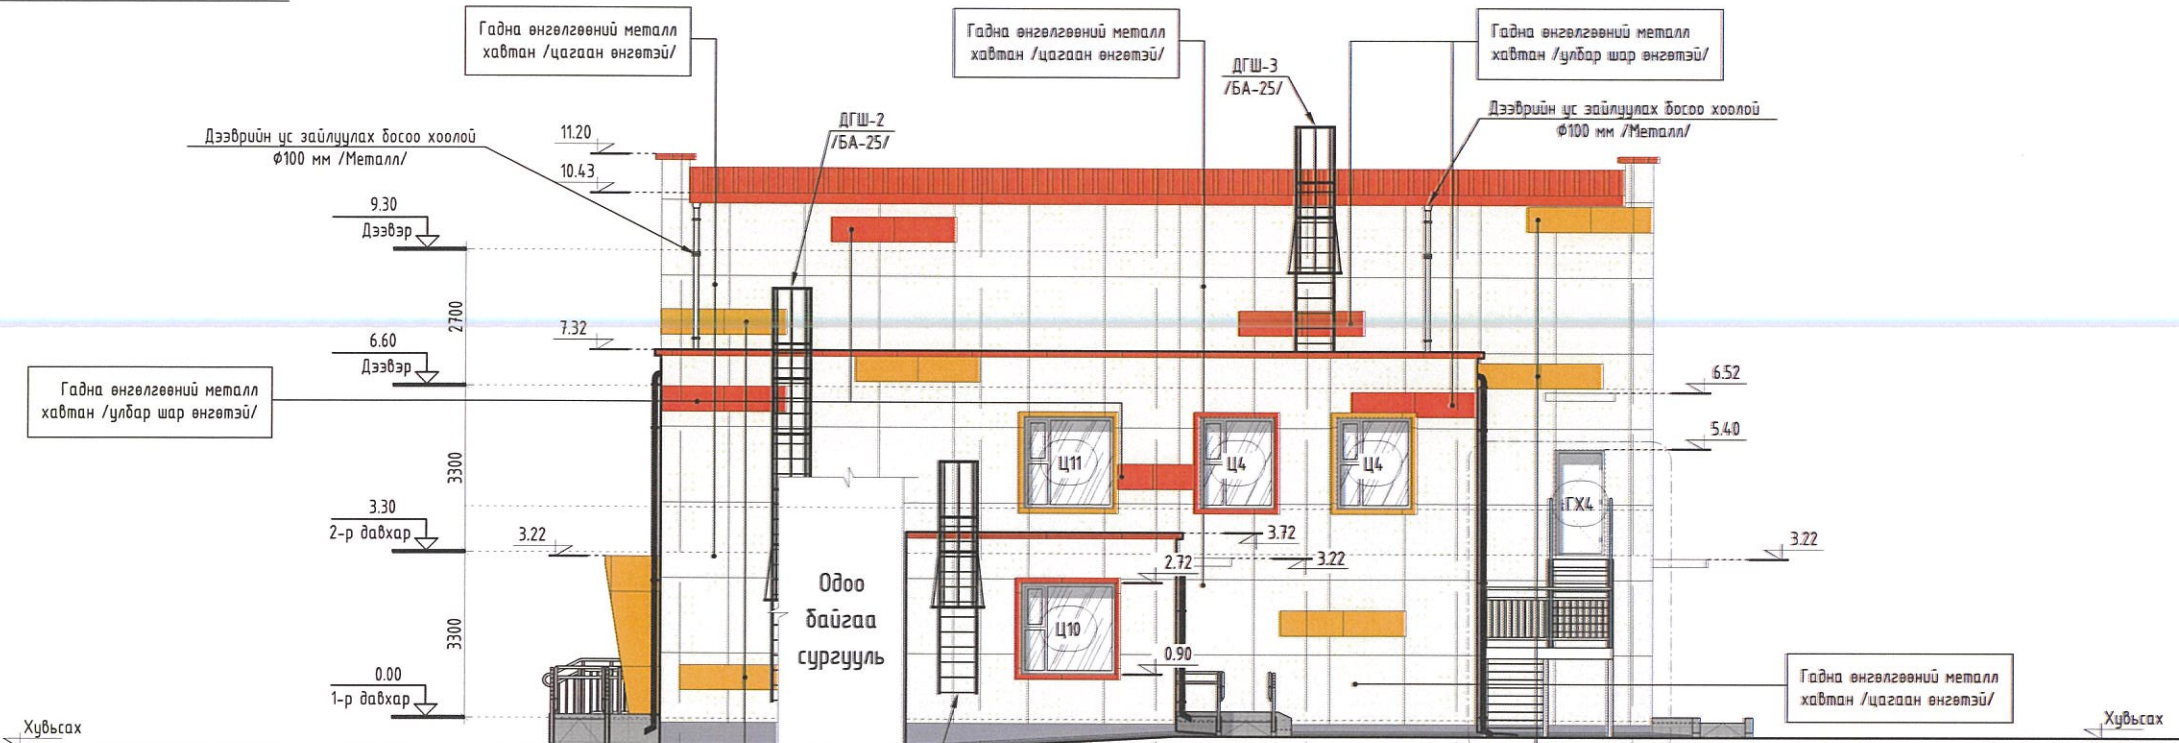 Гадна өнгөлгөөний металл
хавтан /цагаан өнгөтэй/
Гадна өнгөлгөөний металл
хавтан /цагаан өнгөтэй/
Гадна өнгөлгөөний металл
хавтан /улбар шар өнгөтэй/
ДГШ-3
/БА-25/
ДГШ-2
/БА-25/
Дээврийн ус зайлуулах босоо хоолой
ф100 мм /Металл/
Дээврийн ус зайлуулах босоо хоолой
ф100 мм /Металл/
11.20
10.43
9.30
Дээвэр
2700
7.32
6.60
Дээвэр
Гадна өнгөлгөөний металл
хавтан /улбар шар өнгөтэй/
6.52
5.40
Ц11
Ц4
Ц4
ГХ4
3300
3.30
2-р давхар
3.22
3.72
3.22
2.72
3.22
Одоо
байгаа
сургууль
Ц10
3300
0.90
0.00
1-р давхар
Гадна өнгөлгөөний металл
хавтан /цагаан өнгөтэй/
Хувьсах
Хувьсах